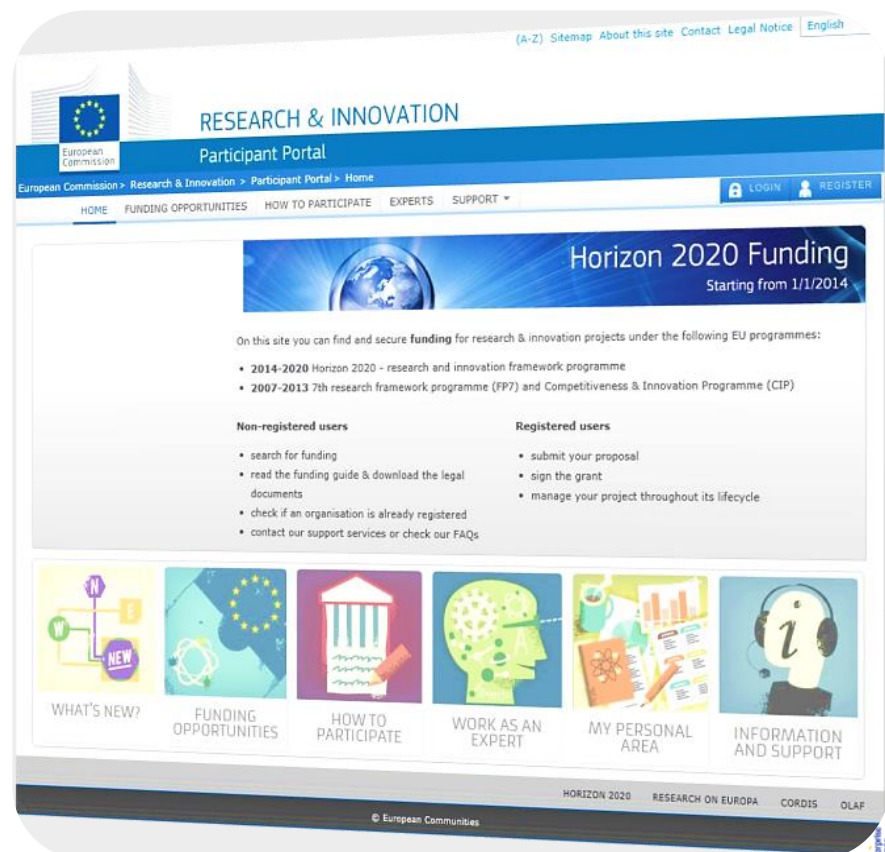 (A-Z) Sitemap About this site Contact Legal Notice English
European
Commission
RESEARCH & INNOVATION
Participant Portal
European Commission > Research & Innovation > Participant Portal > Home
HOME FUNDING OPPORTUNITIES HOW TO PARTICIPATE EXPERTS SUPPORT
LOGIN REGISTER
Horizon 2020 Funding
Starting from 1/1/2014
On this site you can find and secure funding for research & innovation projects under the following EU programmes:
• 2014-2020 Horizon 2020 - research and innovation framework programme
• 2007-2013 7th research framework programme (FP7) and Competitiveness & Innovation Programme (CIP)
Non-registered users
• search for funding
• read the funding guide & download the legal
documents
• check if an organisation is already registered
• contact our support services or check our FAQs
Registered users
• submit your proposal
• sign the grant
• manage your project throughout its lifecycle
N
E
W
NEW
WHAT'S NEW?
FUNDING
OPPORTUNITIES
HOW TO
PARTICIPATE
A
WORK AS AN
EXPERT
MY PERSONAL
AREA
i
INFORMATION
AND SUPPORT
HORIZON 2020 RESEARCH ON EUROPA CORDIS OLAF
© European Communities